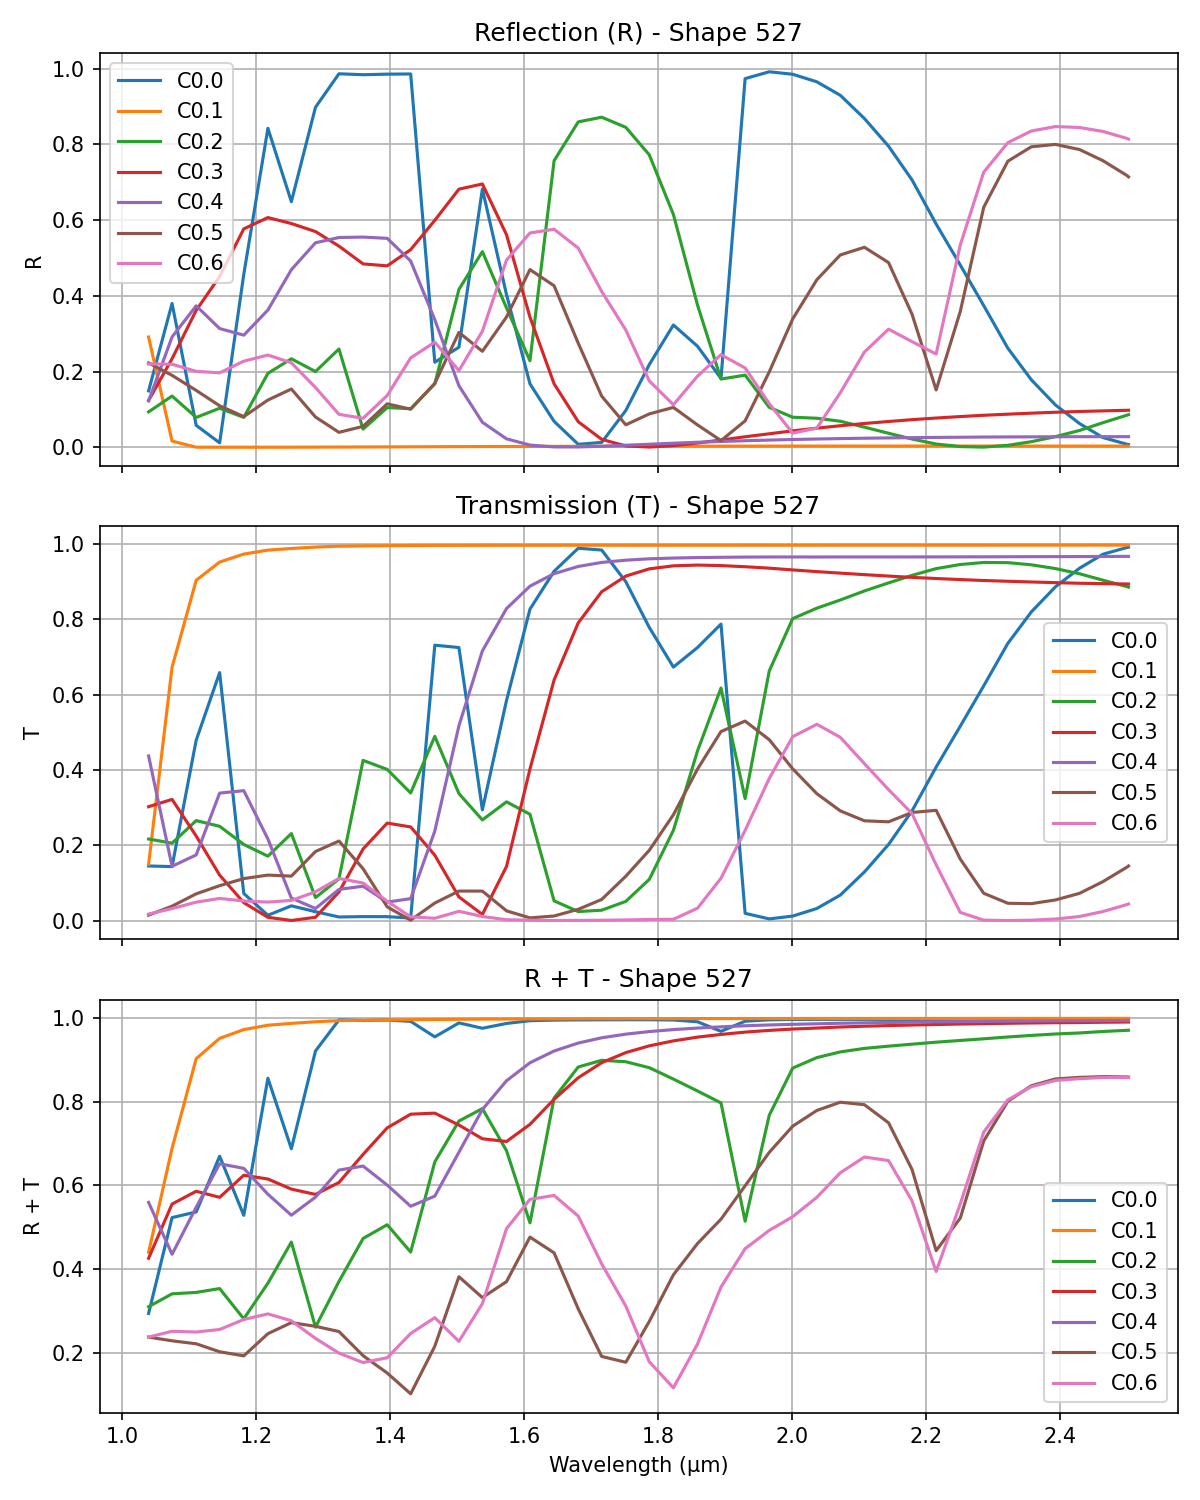 Reflection (R) - Shape 527
1.0
0.8
0.6
0.4
0.2
0.0
R
C0.0
C0.1
C0.2
C0.3
C0.4
C0.5
C0.6
Transmission (T) - Shape 527
1.0
0.8
0.6
0.4
0.2
0.0
T
C0.0
C0.1
C0.2
C0.3
C0.4
C0.5
C0.6
R + T - Shape 527
1.0
0.8
0.6
0.4
0.2
R + T
C0.0
C0.1
C0.2
C0.3
C0.4
C0.5
C0.6
1.0 1.2 1.4 1.6 1.8 2.0 2.2 2.4
Wavelength (μm)